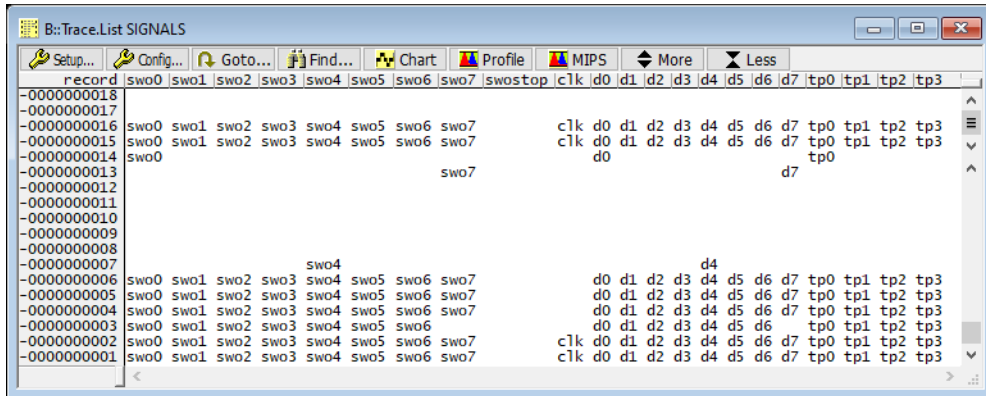 B::Trace.List SIGNALS
Setup... Config... Goto... Find... Chart Profile MIPS More Less
record |swo0 |swo1 |swo2 |swo3 |swo4 |swo5 |swo6 |swo7 |swostop |clk |d0 |d1 |d2 |d3 |d4 |d5 |d6 |d7 |tp0 |tp1 |tp2 |tp3
-0000000018
-0000000017
-0000000016 swo0 swo1 swo2 swo3 swo4 swo5 swo6 swo7 clk d0 d1 d2 d3 d4 d5 d6 d7 tp0 tp1 tp2 tp3
-0000000015 swo0 swo1 swo2 swo3 swo4 swo5 swo6 swo7 clk d0 d1 d2 d3 d4 d5 d6 d7 tp0 tp1 tp2 tp3
-0000000014 swo0 d0 tp0
-0000000013 swo7 d7
-0000000012
-0000000011
-0000000010
-0000000009
-0000000008
-0000000007 swo4 d4
-0000000006 swo0 swo1 swo2 swo3 swo4 swo5 swo6 swo7 d0 d1 d2 d3 d4 d5 d6 d7 tp0 tp1 tp2 tp3
-0000000005 swo0 swo1 swo2 swo3 swo4 swo5 swo6 swo7 d0 d1 d2 d3 d4 d5 d6 d7 tp0 tp1 tp2 tp3
-0000000004 swo0 swo1 swo2 swo3 swo4 swo5 swo6 swo7 d0 d1 d2 d3 d4 d5 d6 d7 tp0 tp1 tp2 tp3
-0000000003 swo0 swo1 swo2 swo3 swo4 swo5 swo6 d0 d1 d2 d3 d4 d5 d6 tp0 tp1 tp2 tp3
-0000000002 swo0 swo1 swo2 swo3 swo4 swo5 swo6 swo7 clk d0 d1 d2 d3 d4 d5 d6 d7 tp0 tp1 tp2 tp3
-0000000001 swo0 swo1 swo2 swo3 swo4 swo5 swo6 swo7 clk d0 d1 d2 d3 d4 d5 d6 d7 tp0 tp1 tp2 tp3